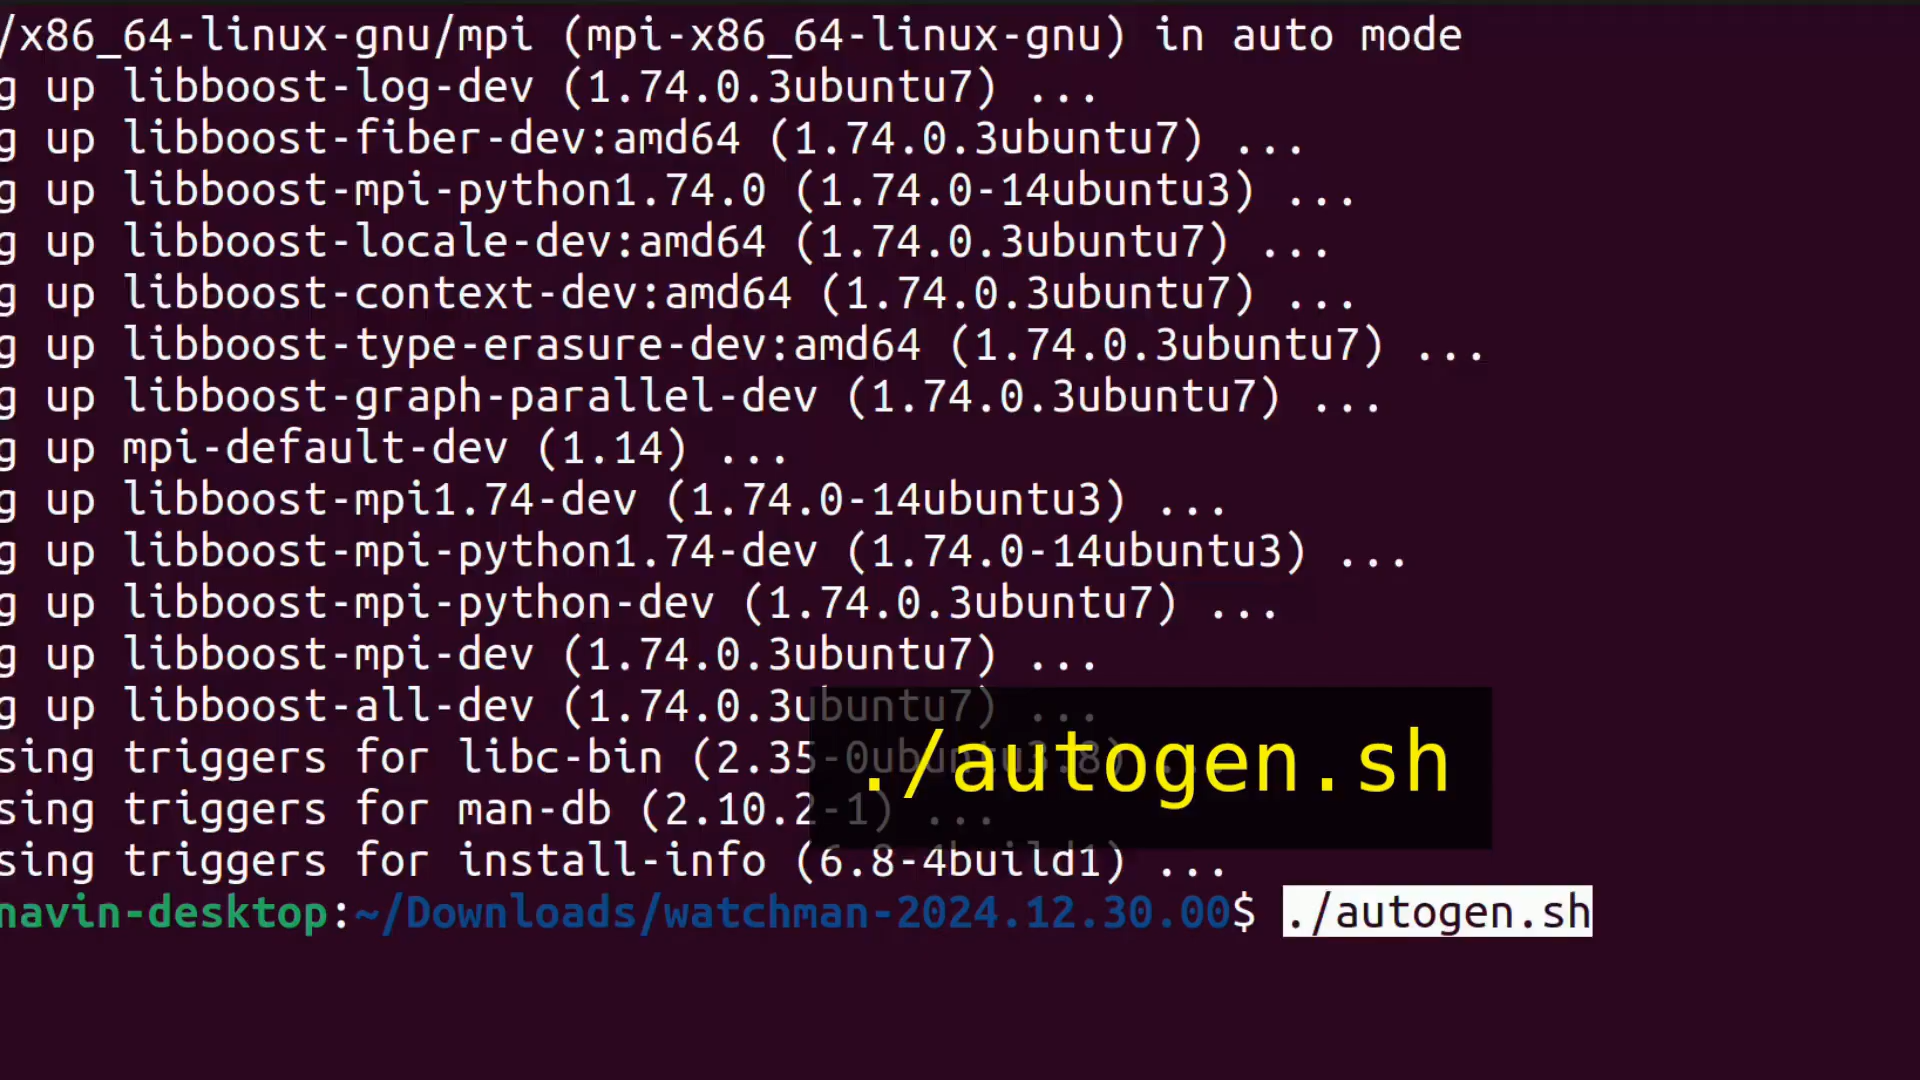 /x86_64-linux-gnu/mpi (mpi-x86_64-linux-gnu) in auto mode
g up libboost-log-dev (1.74.0.3ubuntu7) ...
g up libboost-fiber-dev:amd64 (1.74.0.3ubuntu7) ...
g up libboost-mpi-python1.74.0 (1.74.0-14ubuntu3) ...
g up libboost-locale-dev:amd64 (1.74.0.3ubuntu7) ...
g up libboost-context-dev:amd64 (1.74.0.3ubuntu7) ...
g up libboost-type-erasure-dev:amd64 (1.74.0.3ubuntu7) ...
g up libboost-graph-parallel-dev (1.74.0.3ubuntu7) ...
g up mpi-default-dev (1.14) ...
g up libboost-mpi1.74-dev (1.74.0-14ubuntu3) ...
g up libboost-mpi-python1.74-dev (1.74.0-14ubuntu3) ...
g up libboost-mpi-python-dev (1.74.0.3ubuntu7) ...
g up libboost-mpi-dev (1.74.0.3ubuntu7) ...
g up libboost-all-dev (1.74.0.3ubuntu7) ...
sing triggers for libc-bin (2.35-0ubuntu3.8) ...
./autogen.sh
sing triggers for man-db (2.10.2-1) ...
sing triggers for install-info (6.8-4build1) ...
navin-desktop:~/Downloads/watchman-2024.12.30.00$ ./autogen.sh